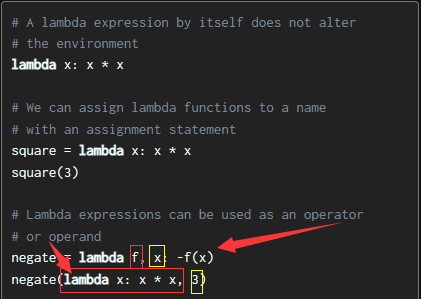 # A lambda expression by itself does not alter
# the environment
lambda x: x * x
# We can assign lambda functions to a name
# with an assignment statement
square = lambda x: x * x
square(3)
# Lambda expressions can be used as an operator
# or operand
negate = lambda f, x: -f(x)
negate(lambda x: x * x, 3)